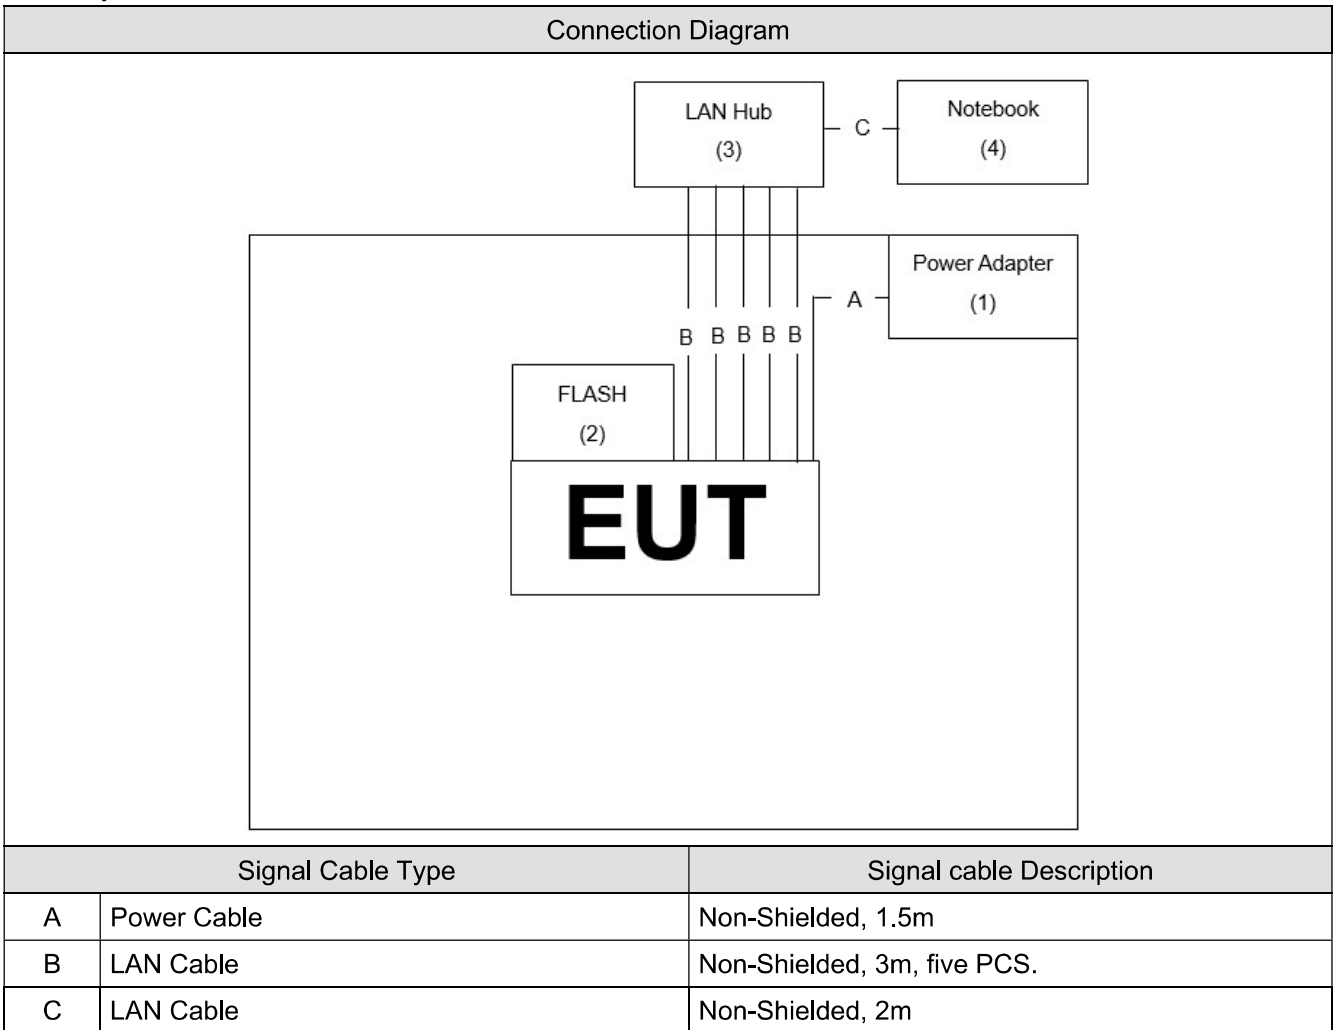 Connection Diagram
LAN Hub
(3)
C
Notebook
(4)
Power Adapter
(1)
A
B B B B B
FLASH
(2)
EUT
Signal Cable Type Signal cable Description
A Power Cable Non-Shielded, 1.5m
B LAN Cable Non-Shielded, 3m, five PCS.
C LAN Cable Non-Shielded, 2m